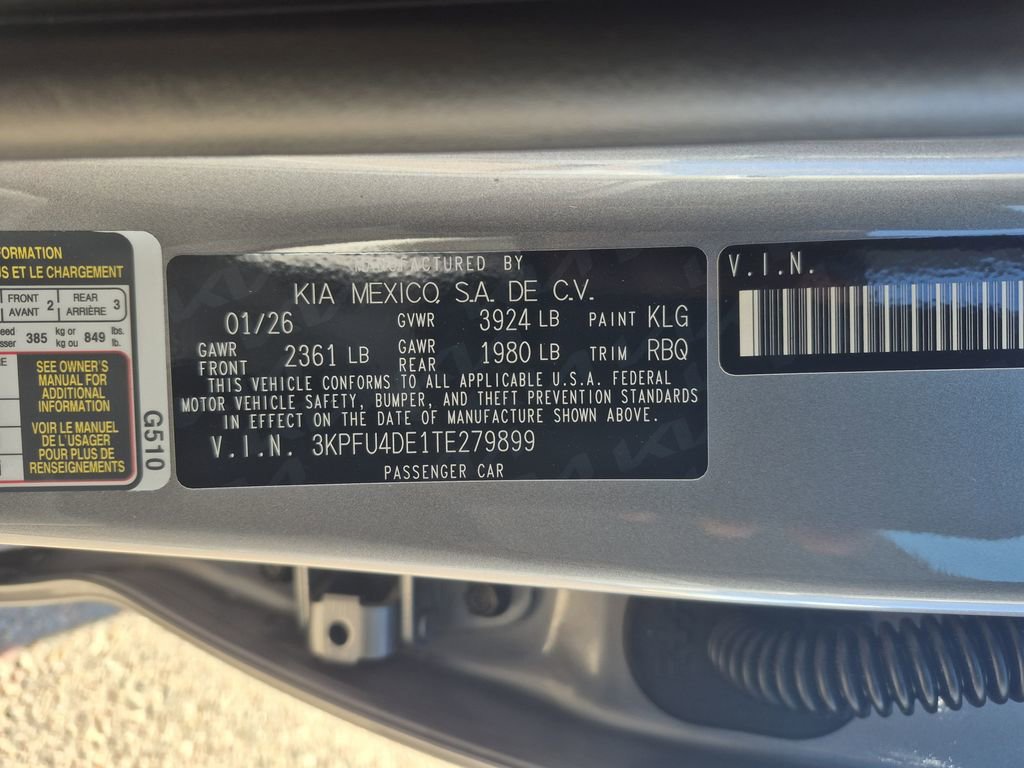 FORMATION
US ET LE CHARGEMENT
FRONT AVANT 2 REAR ARRIÈRE 3
385 kg or kg ou 849 lbs. lb.
SEE OWNER'S
MANUAL FOR
ADDITIONAL
INFORMATION
VOIR LE MANUEL
DE L'USAGER
POUR PLUS DE
RENSEIGNEMENTS
G510
MANUFACTURED BY
KIA MEXICO, S.A. DE C.V.
01/26 GVWR 3924 LB PAINT KLG
GAWR FRONT 2361 LB GAWR REAR 1980 LB TRIM RBQ
THIS VEHICLE CONFORMS TO ALL APPLICABLE U.S.A. FEDERAL
MOTOR VEHICLE SAFETY, BUMPER, AND THEFT PREVENTION STANDARDS
IN EFFECT ON THE DATE OF MANUFACTURE SHOWN ABOVE.
V.I.N. 3KPFU4DE1TE279899
PASSENGER CAR
V.I.N.